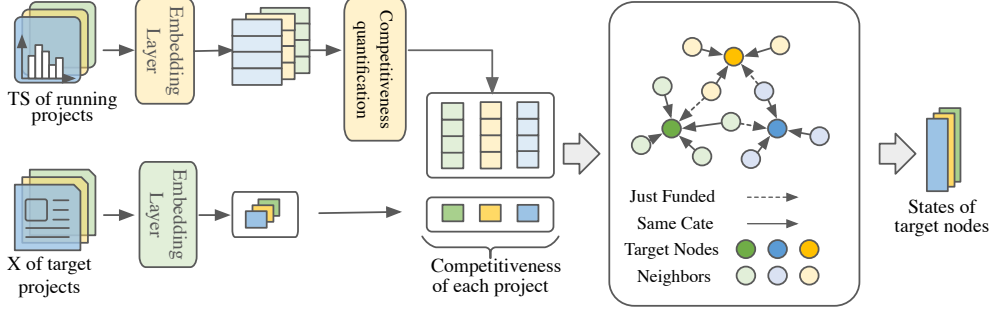 TS of running
projects
Embedding
Layer
Competitiveness
quantification
X of target
projects
Embedding
Layer
Competitiveness
of each project
Just Funded
Same Cate
Target Nodes
Neighbors
States of
target nodes